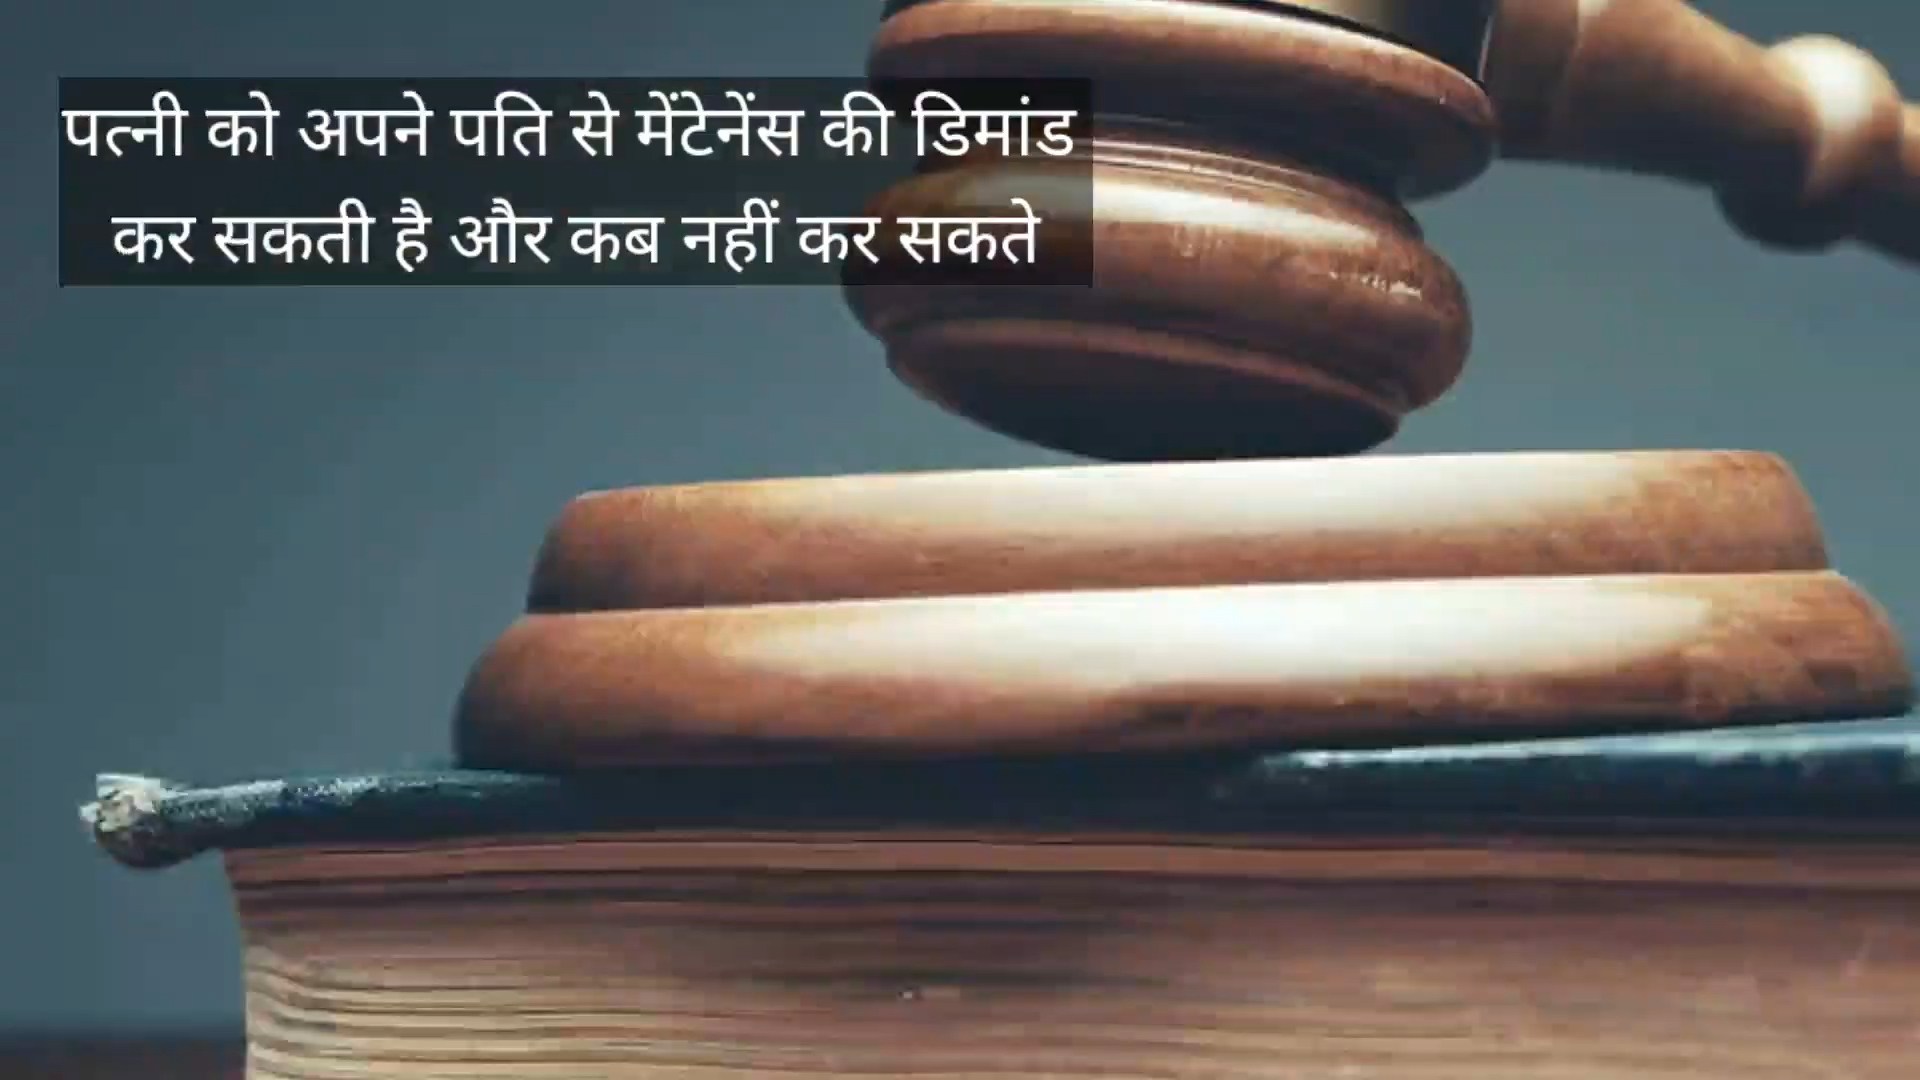 पत्नी को अपने पति से मेंटेनेंस की डिमांड
कर सकती है और कब नहीं कर सकते